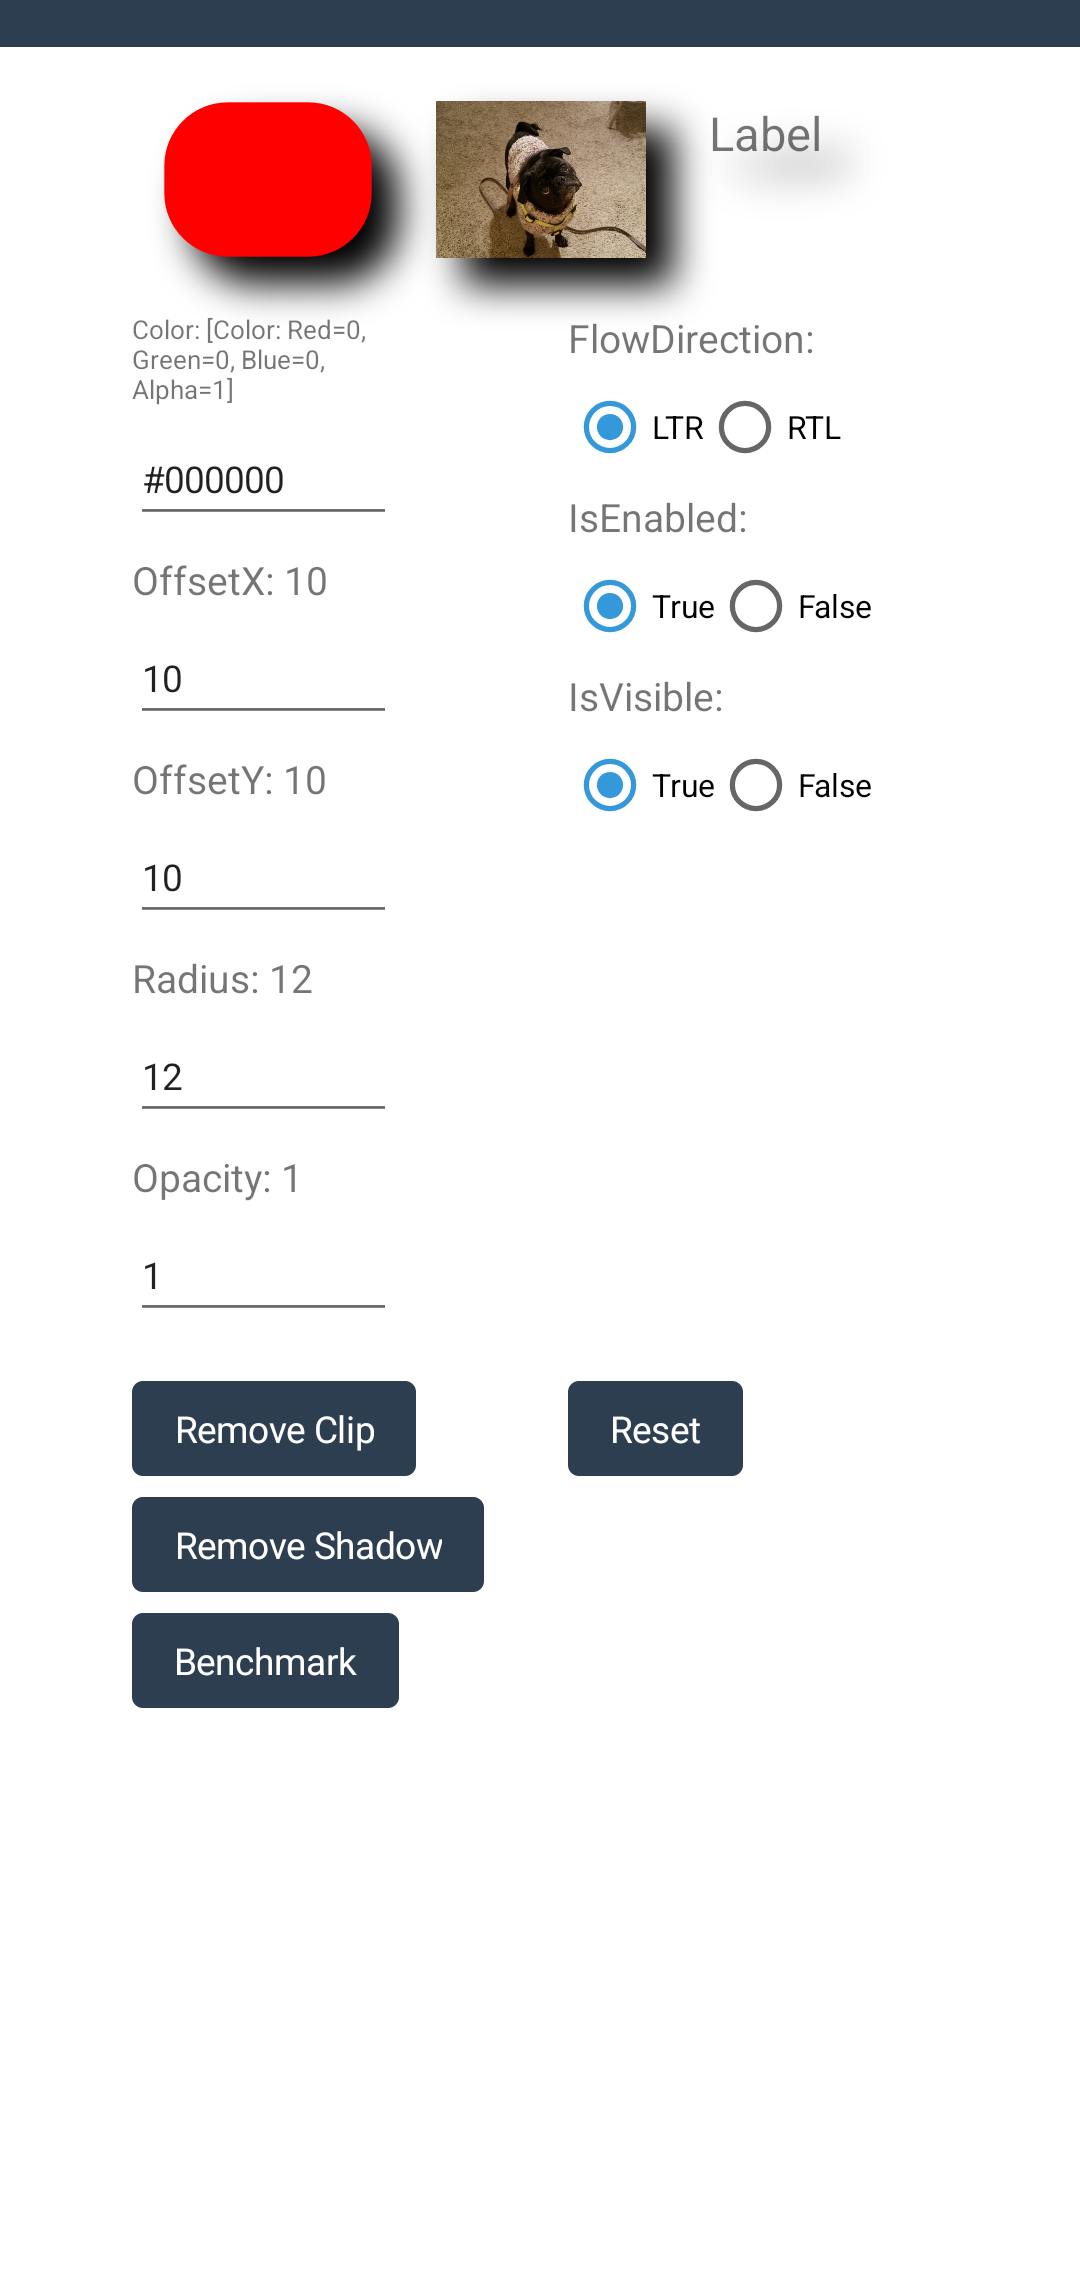 Label
Color: [Color: Red=0,
Green=0, Blue=0,
Alpha=1]
#000000
OffsetX: 10
10
OffsetY: 10
10
Radius: 12
12
Opacity: 1
1
FlowDirection:
LTR RTL
IsEnabled:
True False
IsVisible:
True False
Remove Clip
Reset
Remove Shadow
Benchmark